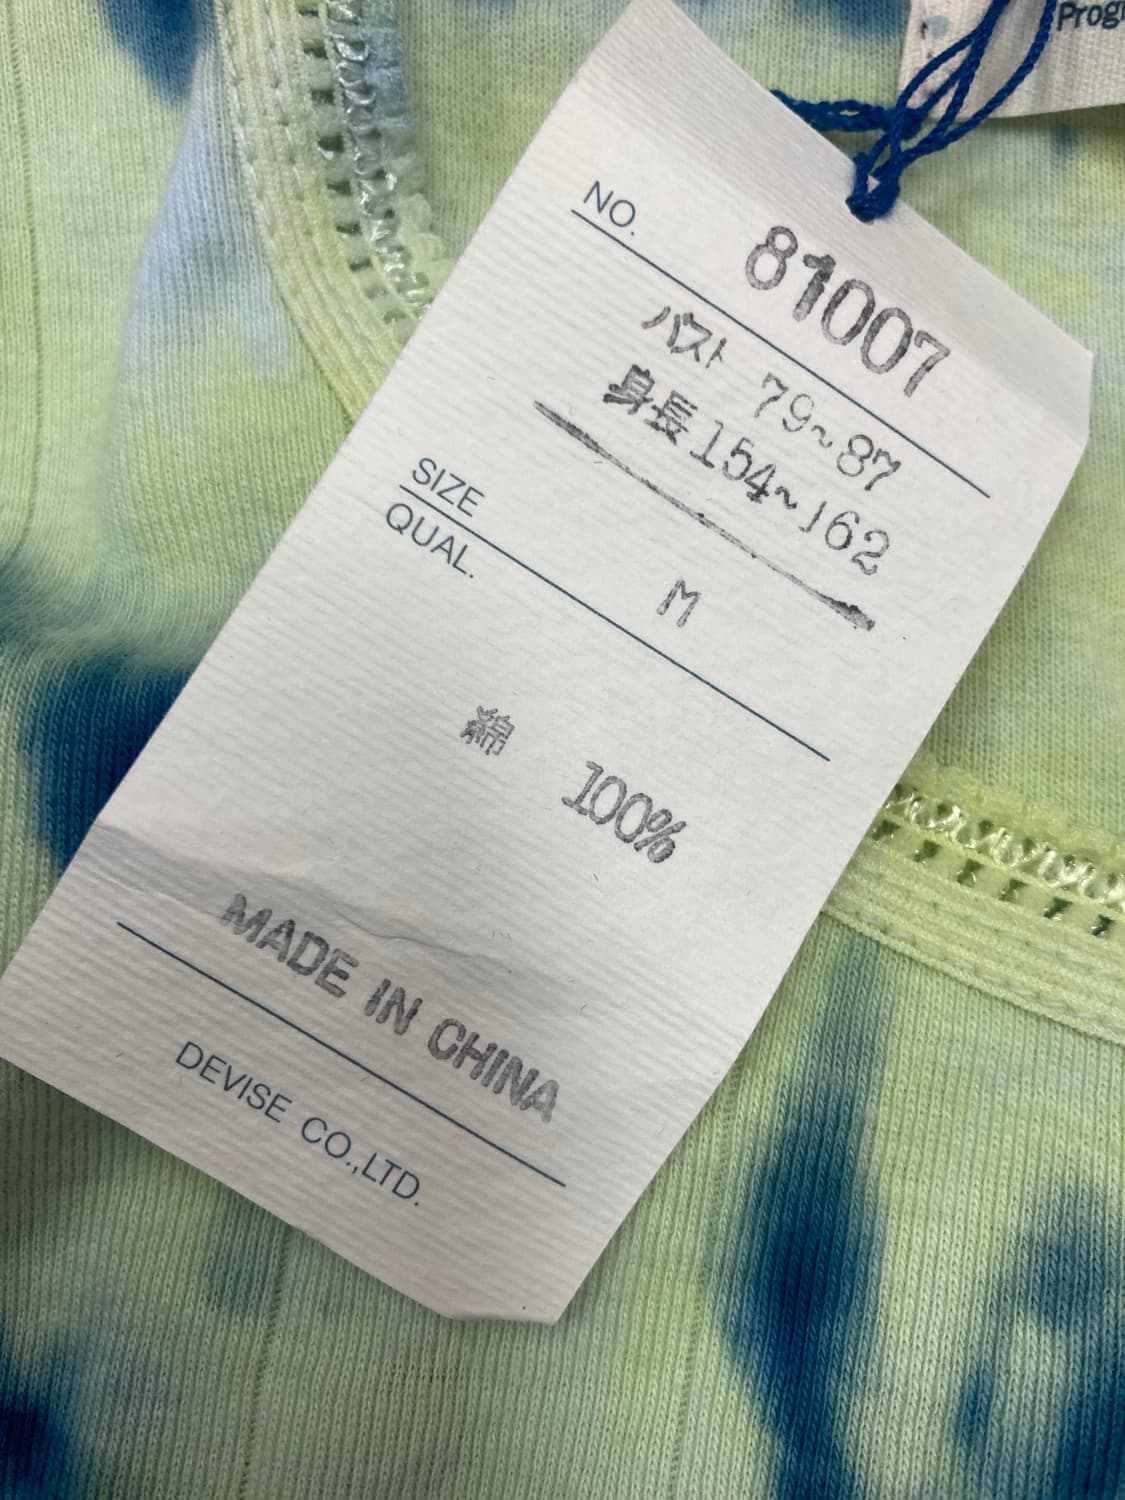 Progr
NO. 81007
バスト 79~87
身長 154~162
SIZE M
QUAL.
綿 100%
MADE IN CHINA
DEVISE CO.,LTD.